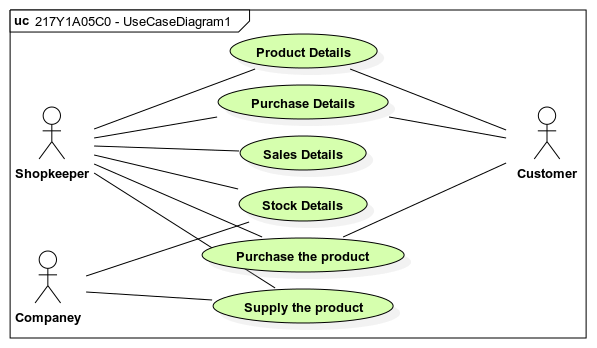 uc 217Y1A05C0 - UseCaseDiagram1
Product Details
Purchase Details
Sales Details
Shopkeeper
Customer
Stock Details
Purchase the product
Supply the product
Companey